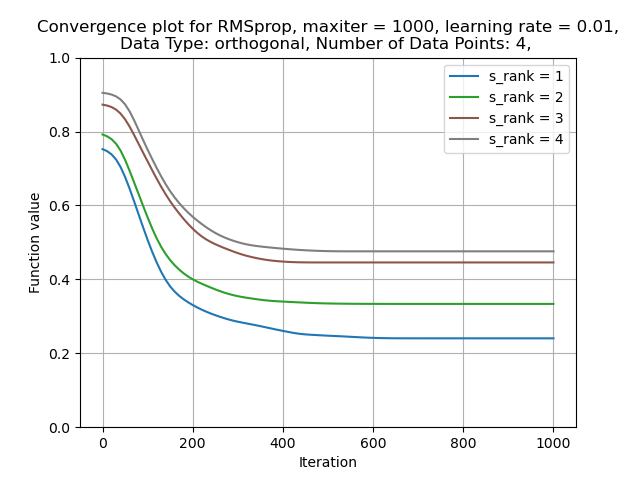 Convergence plot for RMSprop, maxiter = 1000, learning rate = 0.01,
Data Type: orthogonal, Number of Data Points: 4,
1.0
0.8
0.6
0.4
0.2
0.0
Function value
s_rank = 1
s_rank = 2
s_rank = 3
s_rank = 4
0 200 400 600 800 1000
Iteration